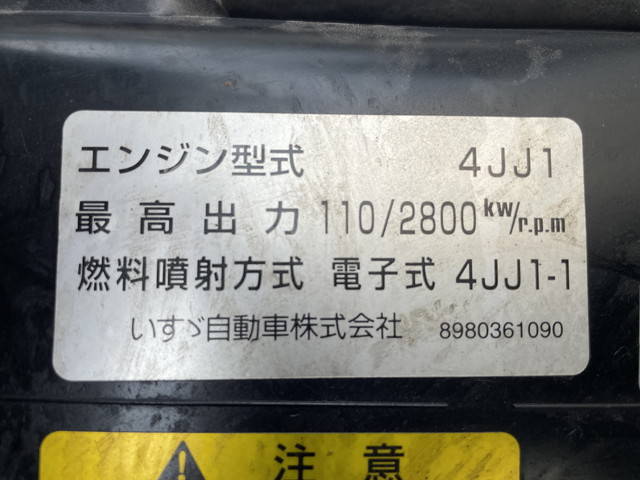 エンジン型式 4JJ1
最高出力 110/2800 kw/r.p.m
燃料噴射方式 電子式 4JJ1-1
いすゞ自動車株式会社 8980361090
注意